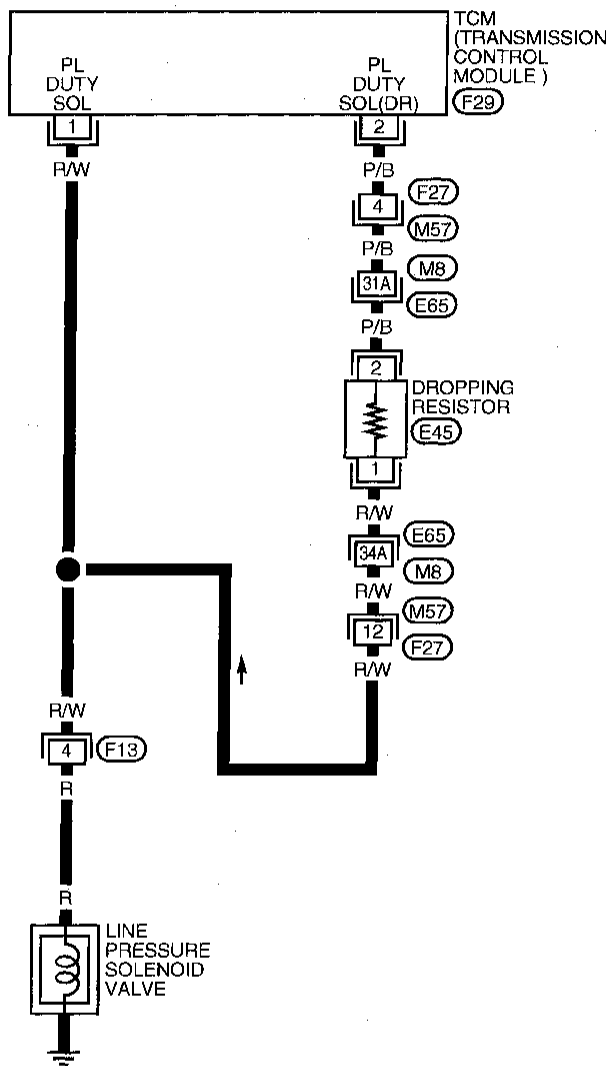 TCM
(TRANSMISSION
CONTROL
MODULE )
F29
PL
DUTY
SOL
PL
DUTY
SOL(DR)
1
2
R/W
P/B
4
F27
M57
P/B
31A
M8
E65
P/B
2
DROPPING
RESISTOR
E45
1
R/W
34A
E65
M8
R/W
12
M57
F27
R/W
R/W
4
F13
R
R
LINE
PRESSURE
SOLENOID
VALVE